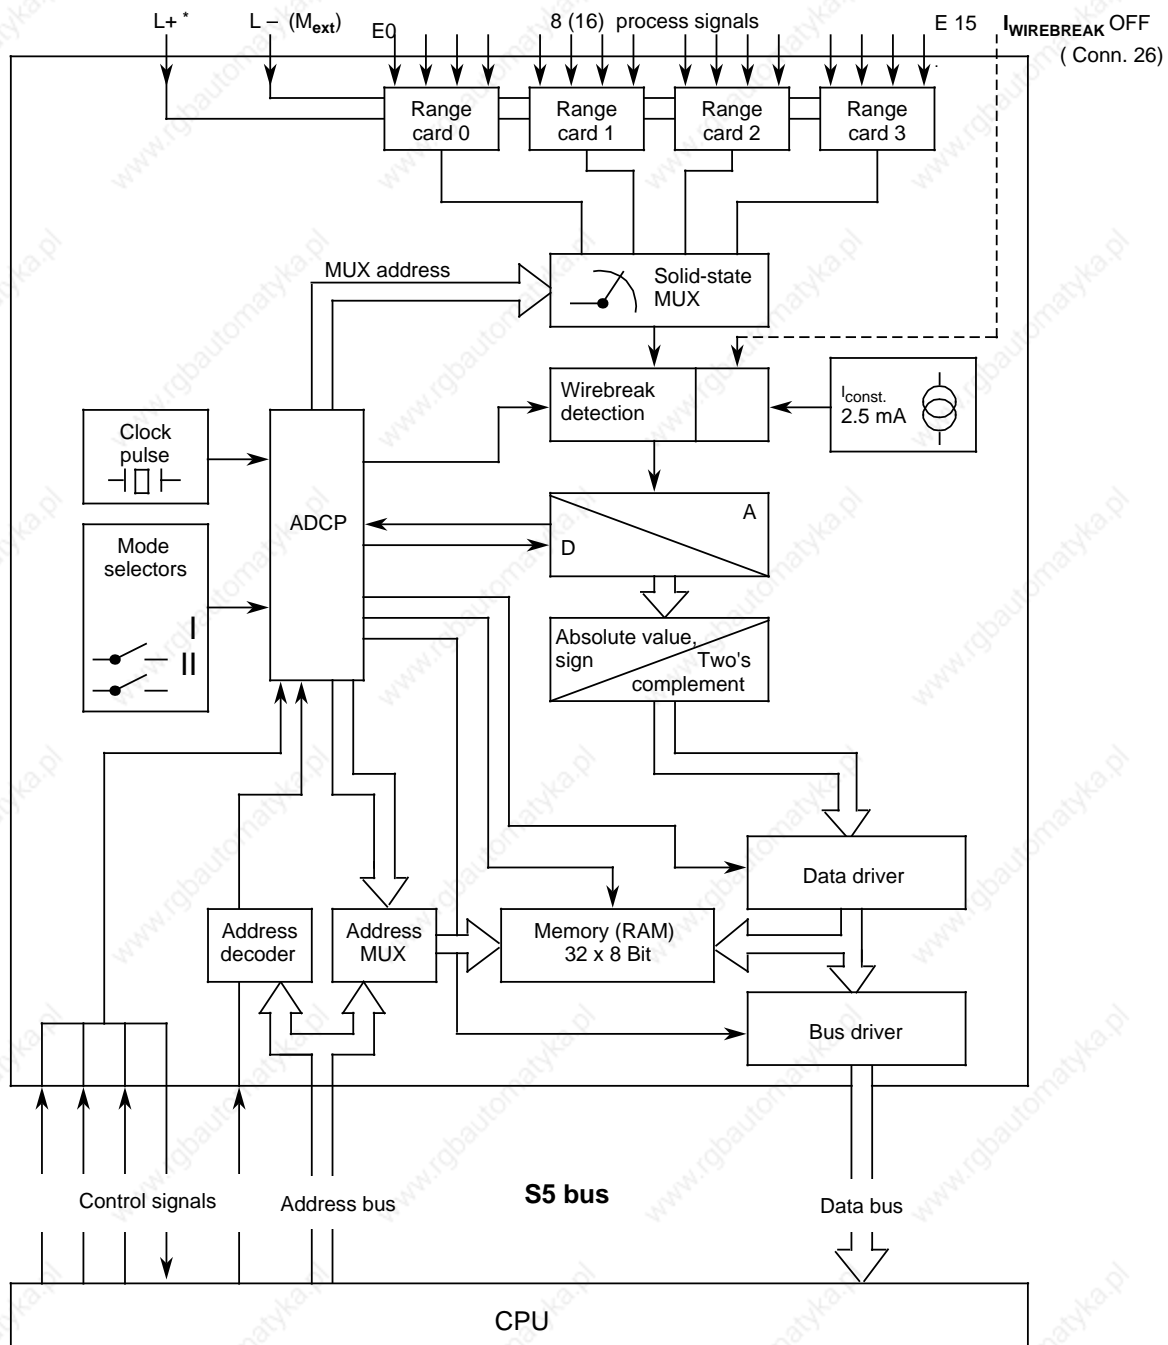 L+ *
L – (Mext)
E0
8 (16) process signals
E 15
IWIREBREAK OFF
( Conn. 26)
Range
card 0
Range
card 1
Range
card 2
Range
card 3
MUX address
Solid-state
MUX
Wirebreak
detection
Iconst.
2.5 mA
Clock
pulse
ADCP
A
D
Mode
selectors
I
II
Absolute value,
sign
Two's
complement
Data driver
Address
decoder
Address
MUX
Memory (RAM)
32 x 8 Bit
Bus driver
Control signals
Address bus
S5 bus
Data bus
CPU
www.rgbautomatyka.pl